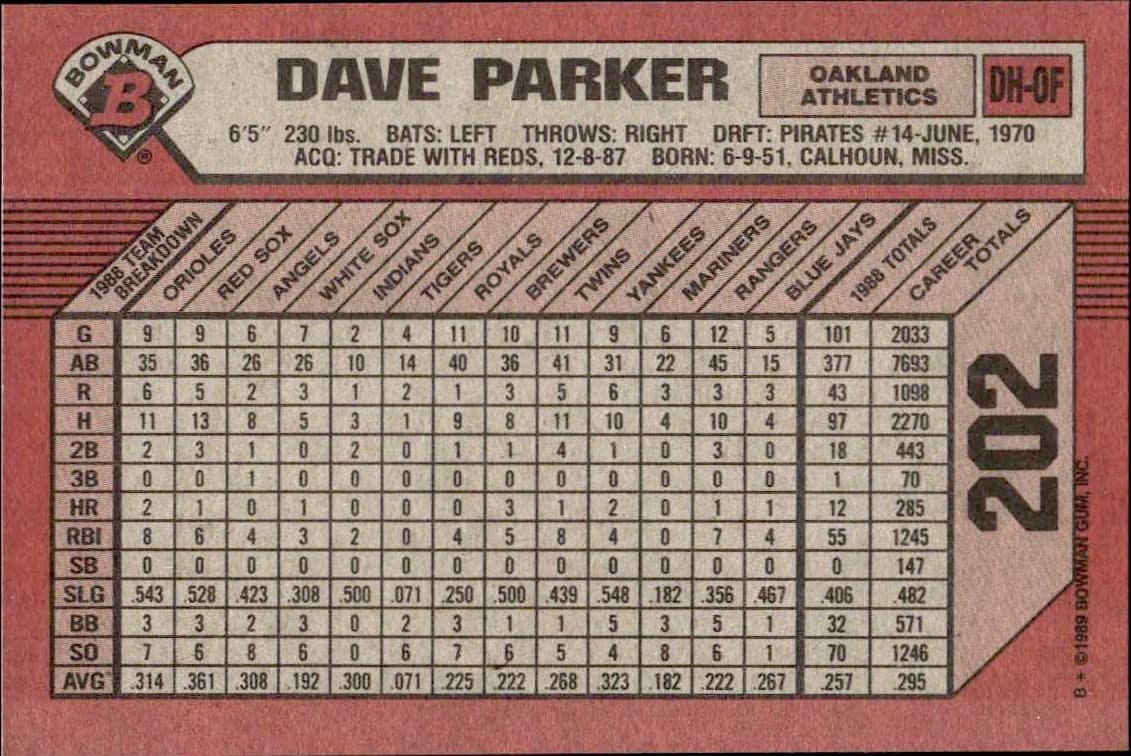 BOWMAN
B
®
DAVE PARKER
OAKLAND
ATHLETICS
DH-OF
6'5" 230 lbs. BATS: LEFT THROWS: RIGHT DRFT: PIRATES #14-JUNE, 1970
ACQ: TRADE WITH REDS, 12-8-87 BORN: 6-9-51, CALHOUN, MISS.
1988 TEAM BREAKDOWN ORIOLES RED SOX ANGELS WHITE SOX INDIANS TIGERS ROYALS BREWERS TWINS YANKEES MARINERS RANGERS BLUE JAYS 1988 TOTALS CAREER TOTALS
G 9 9 6 7 2 4 11 10 11 9 6 12 5 101 2033
AB 35 36 26 26 10 14 40 36 41 31 22 45 15 377 7693
R 6 5 2 3 1 2 1 3 5 6 3 3 3 43 1098
H 11 13 8 5 3 1 9 8 11 10 4 10 4 97 2270
2B 2 3 1 0 2 0 1 1 4 1 0 3 0 18 443
3B 0 0 1 0 0 0 0 0 0 0 0 0 0 1 70
HR 2 1 0 1 0 0 0 3 1 2 0 1 1 12 285
RBI 8 6 4 3 2 0 4 5 8 4 0 7 4 55 1245
SB 0 0 0 0 0 0 0 0 0 0 0 0 0 0 147
SLG .543 .528 .423 .308 .500 .071 .250 .500 .439 .548 .182 .356 .467 .406 .482
BB 3 3 2 3 0 2 3 1 1 5 3 5 1 32 571
SO 7 6 8 6 0 6 7 6 5 4 8 6 1 70 1246
AVG .314 .361 .308 .192 .300 .071 .225 .222 .268 .323 .182 .222 .267 .257 .295
202
B + ©1989 BOWMAN GUM, INC.